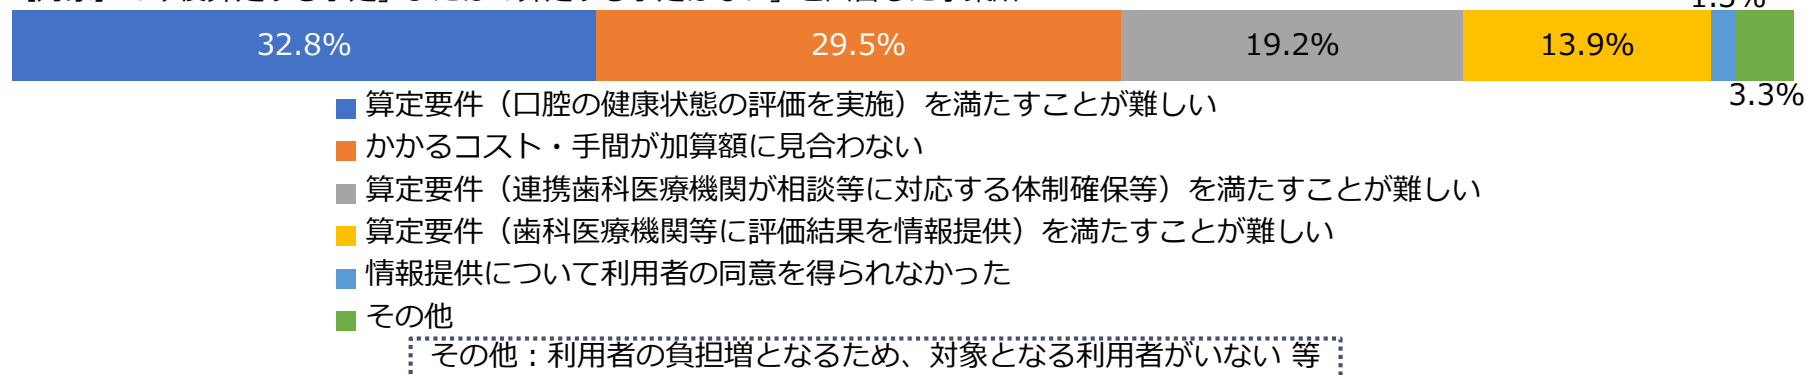 32.8%
29.5%
19.2%
13.9%
3.3%
算定要件（口腔の健康状態の評価を実施）を満たすことが難しい
かかるコスト・手間が加算額に見合わない
算定要件（連携歯科医療機関が相談等に対応する体制確保等）を満たすことが難しい
算定要件（歯科医療機関等に評価結果を情報提供）を満たすことが難しい
情報提供について利用者の同意を得られなかった
その他
その他：利用者の負担増となるため、対象となる利用者がいない 等